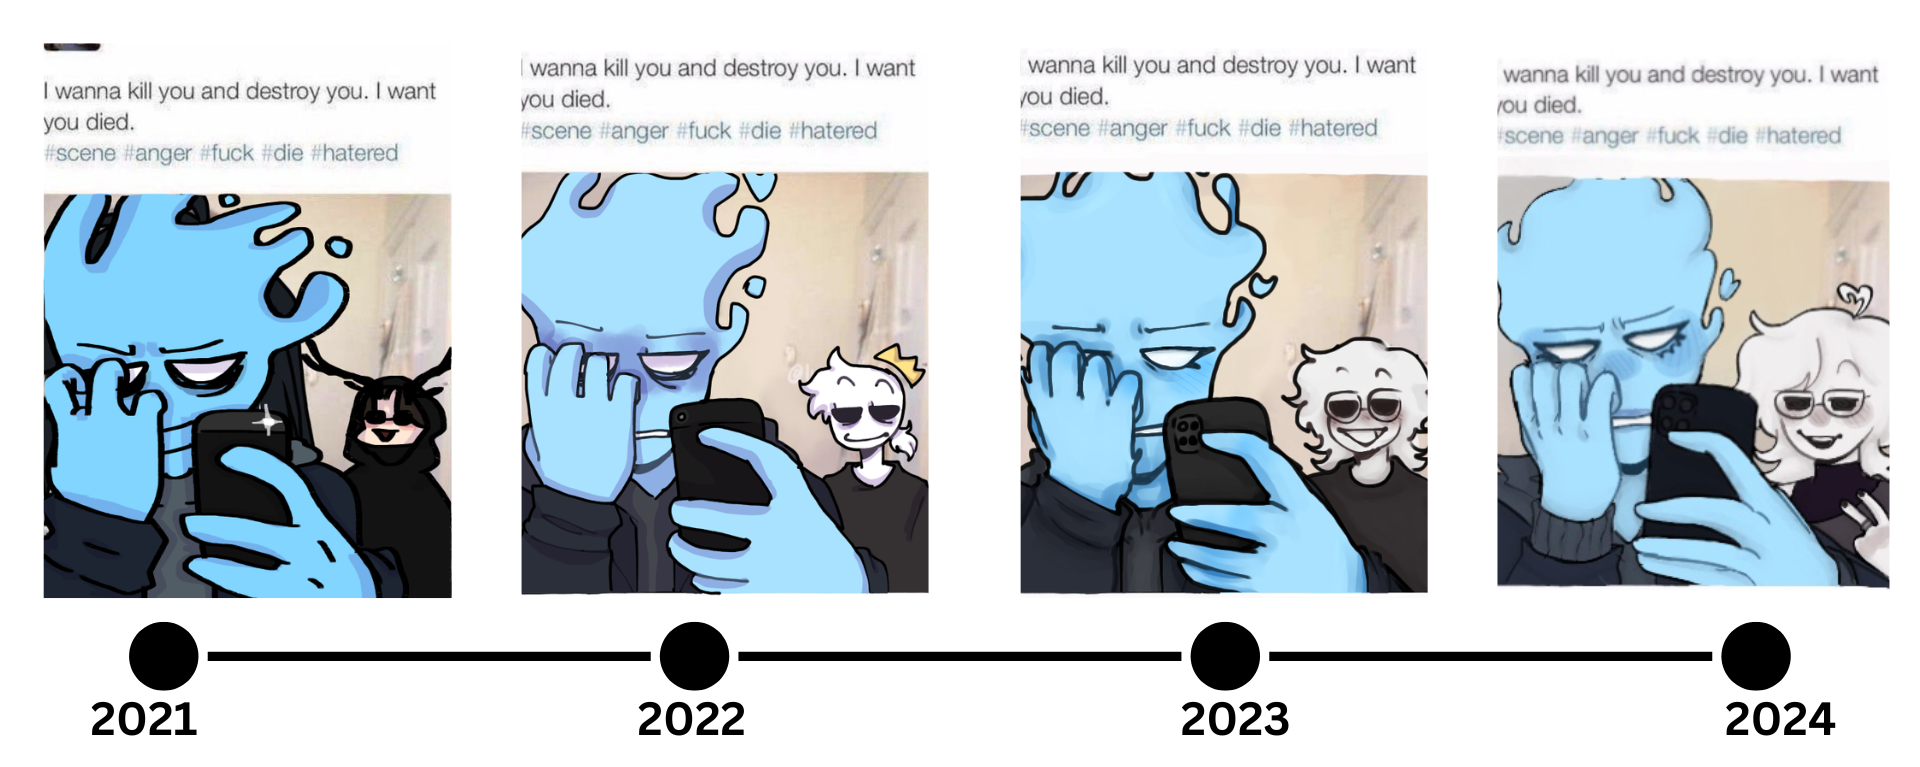 I wanna kill you and destroy you. I want
you died.
#scene #anger #fuck #die #hatered
I wanna kill you and destroy you. I want
you died.
#scene #anger #fuck #die #hatered
wanna kill you and destroy you. I want
you died.
#scene #anger #fuck #die #hatered
wanna kill you and destroy you. I want
you died.
#scene #anger #fuck #die #hatered
2021
2022
2023
2024